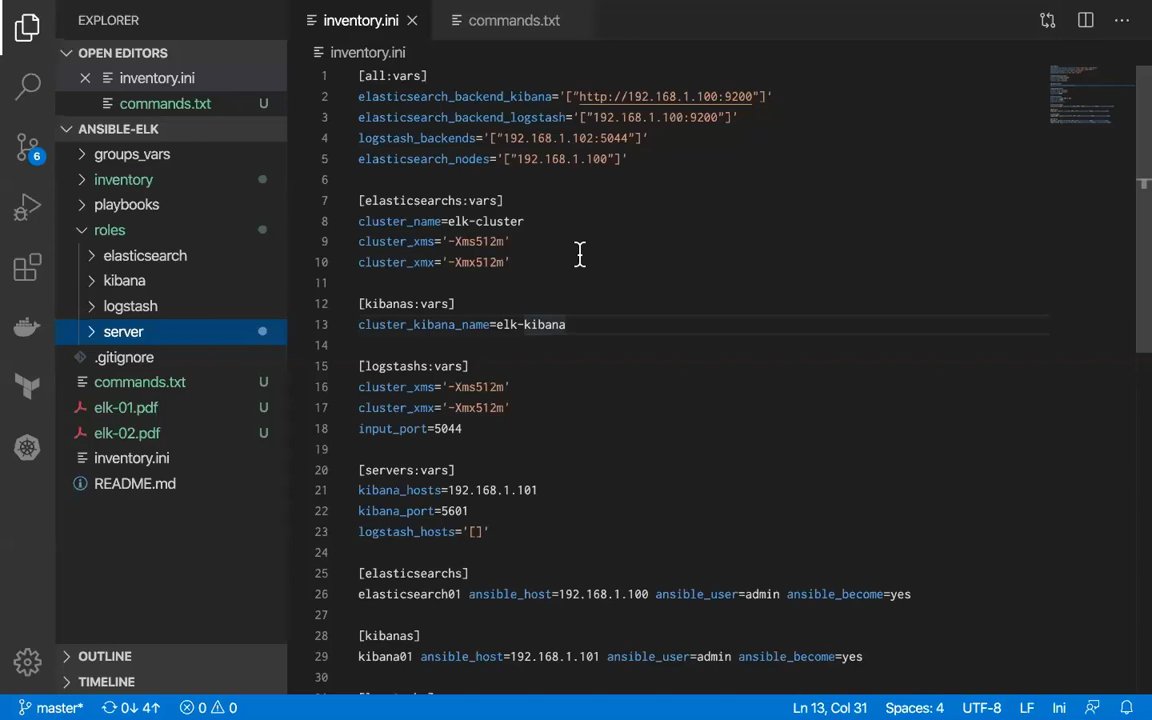 EXPLORER
OPEN EDITORS
inventory.ini
commands.txt U
ANSIBLE-ELK
groups_vars
inventory
playbooks
roles
elasticsearch
kibana
logstash
server
.gitignore
commands.txt U
elk-01.pdf U
elk-02.pdf U
inventory.ini
README.md
OUTLINE
TIMELINE
6
inventory.ini
commands.txt
inventory.ini
1 [all:vars]
2 elasticsearch_backend_kibana='["http://192.168.1.100:9200"]'
3 elasticsearch_backend_logstash='["192.168.1.100:9200"]'
4 logstash_backends='["192.168.1.102:5044"]'
5 elasticsearch_nodes='["192.168.1.100"]'
6
7 [elasticsearchs:vars]
8 cluster_name=elk-cluster
9 cluster_xms='-Xms512m'
10 cluster_xmx='-Xmx512m'
11
12 [kibanas:vars]
13 cluster_kibana_name=elk-kibana
14
15 [logstashs:vars]
16 cluster_xms='-Xms512m'
17 cluster_xmx='-Xmx512m'
18 input_port=5044
19
20 [servers:vars]
21 kibana_hosts=192.168.1.101
22 kibana_port=5601
23 logstash_hosts='[]'
24
25 [elasticsearchs]
26 elasticsearch01 ansible_host=192.168.1.100 ansible_user=admin ansible_become=yes
27
28 [kibanas]
29 kibana01 ansible_host=192.168.1.101 ansible_user=admin ansible_become=yes
30
master* 0↓ 4↑ 0 0 Ln 13, Col 31 Spaces: 4 UTF-8 LF Ini